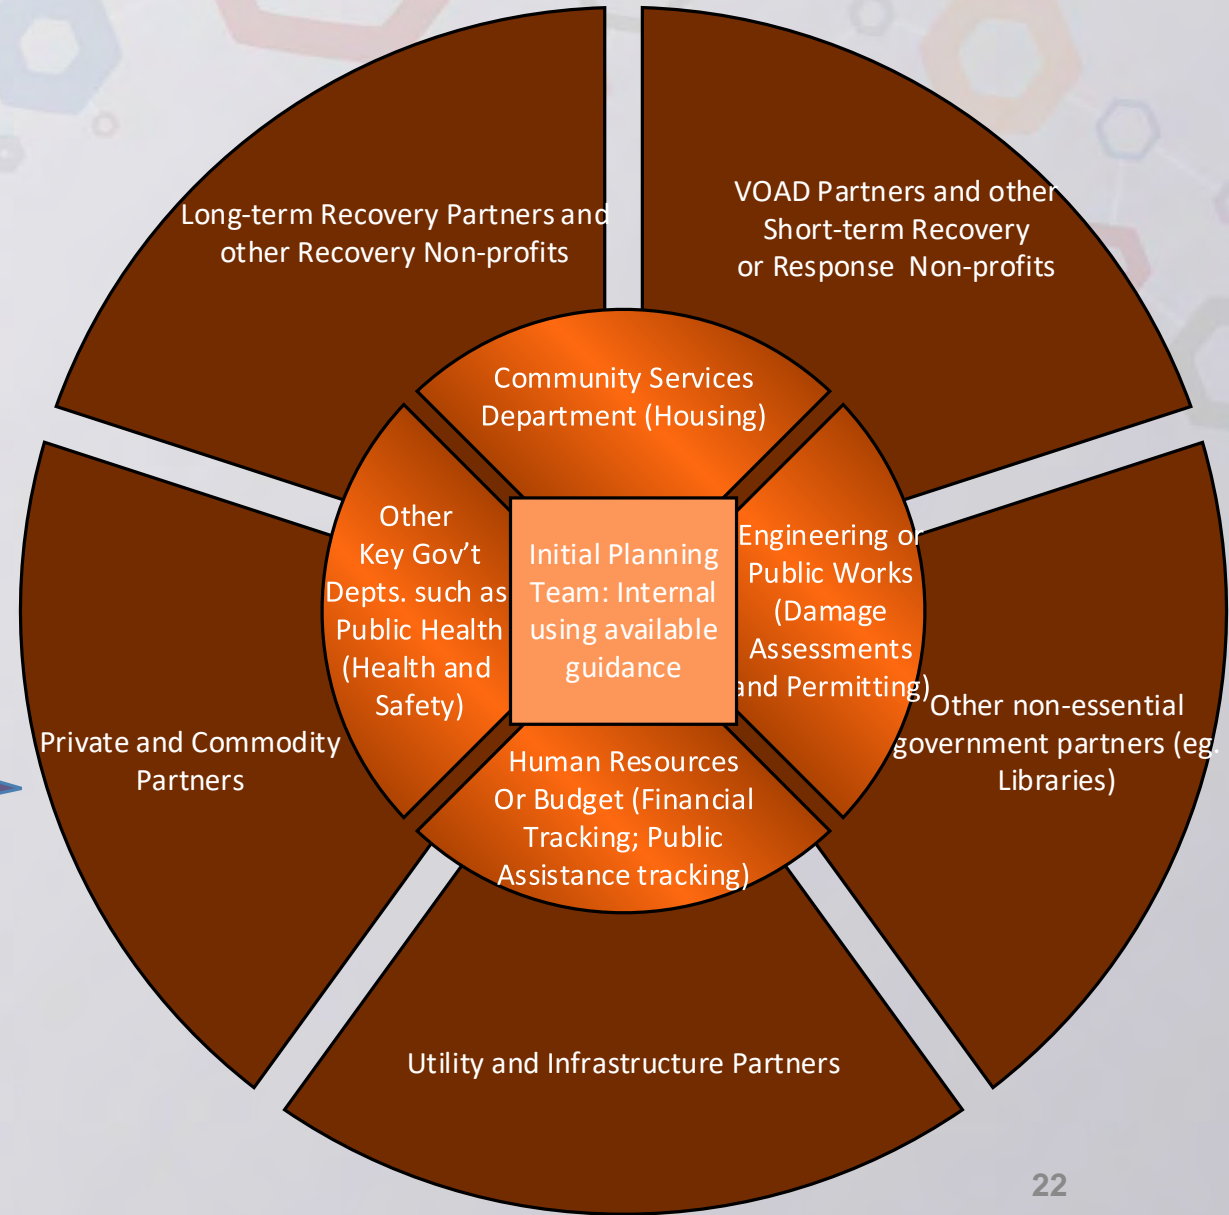 Long-term Recovery Partners and
other Recovery Non-profits
VOAD Partners and other
Short-term Recovery
or Response  Non-profits
Community Services
Department (Housing)
Other
Key Gov’t
Depts. such as
Public Health
(Health and
Safety)
Initial Planning
Team: Internal
using available
guidance
Engineering or
Public Works
(Damage
Assessments
and Permitting)
Other non-essential
government partners (eg.
Libraries)
Private and Commodity
Partners
Human Resources
Or Budget (Financial
Tracking; Public
Assistance tracking)
Utility and Infrastructure Partners
22